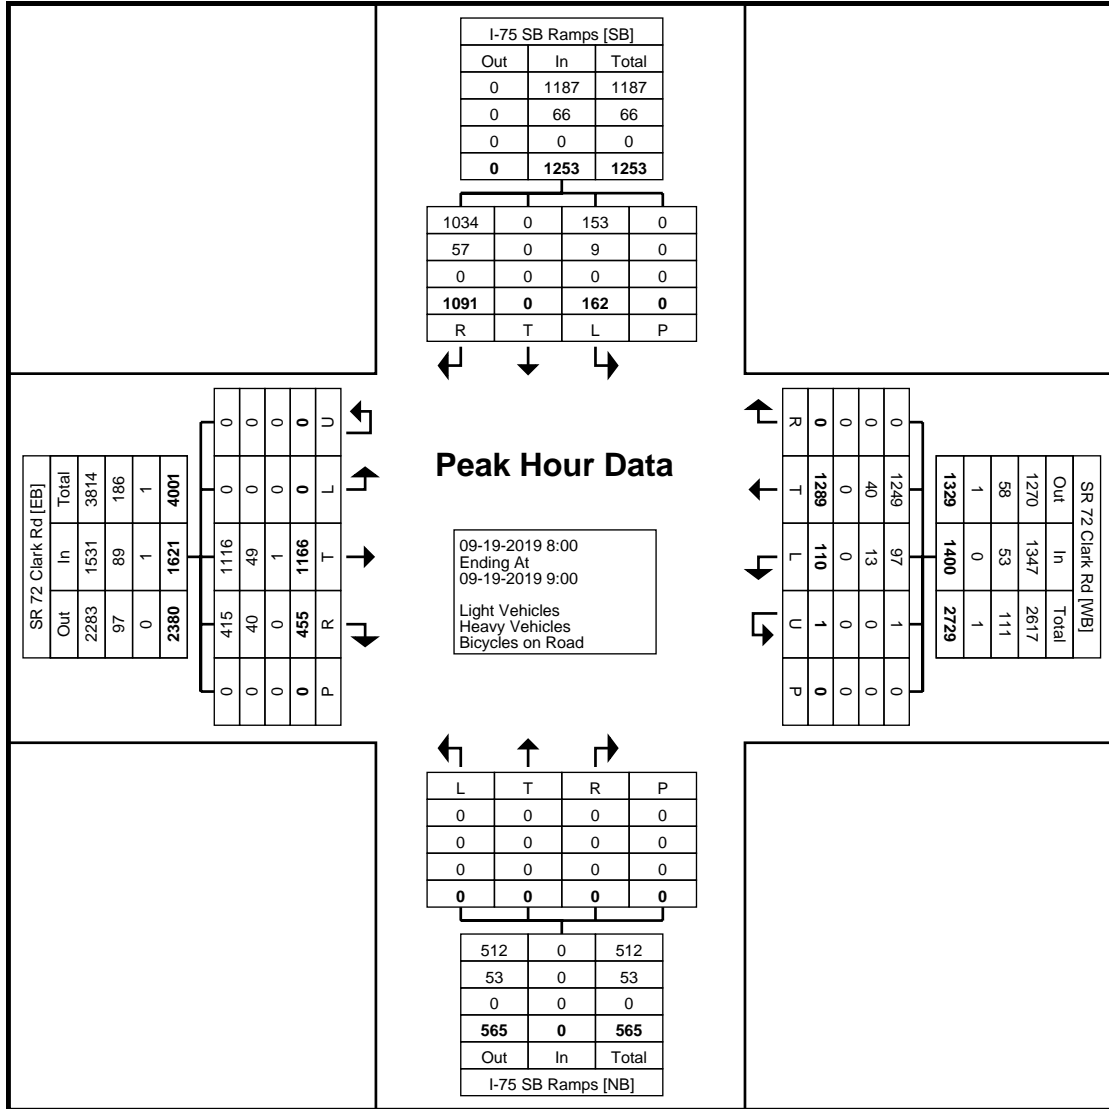 I-75 SB Ramps [SB]
Out In Total
0 1187 1187
0 66 66
0 0 0
0 1253 1253
1034 0 153 0
57 0 9 0
0 0 0 0
1091 0 162 0
R T L P
SR 72 Clark Rd [EB]
Total In Out
3814 1531 2283
186 89 97
1 1 0
4001 1621 2380
0 0 1116 415 0
0 0 49 40 0
0 0 1 0 0
0 0 1166 455 0
U L T R P
Peak Hour Data
09-19-2019 8:00
Ending At
09-19-2019 9:00
Light Vehicles
Heavy Vehicles
Bicycles on Road
SR 72 Clark Rd [WB]
Out In Total
1270 1347 2617
58 53 111
1 0 1
1329 1400 2729
0 1249 97 1 0
0 40 13 0 0
0 0 0 0 0
0 1289 110 1 0
R T L U P
L T R P
0 0 0 0
0 0 0 0
0 0 0 0
0 0 0 0
512 0 512
53 0 53
0 0 0
565 0 565
Out In Total
I-75 SB Ramps [NB]